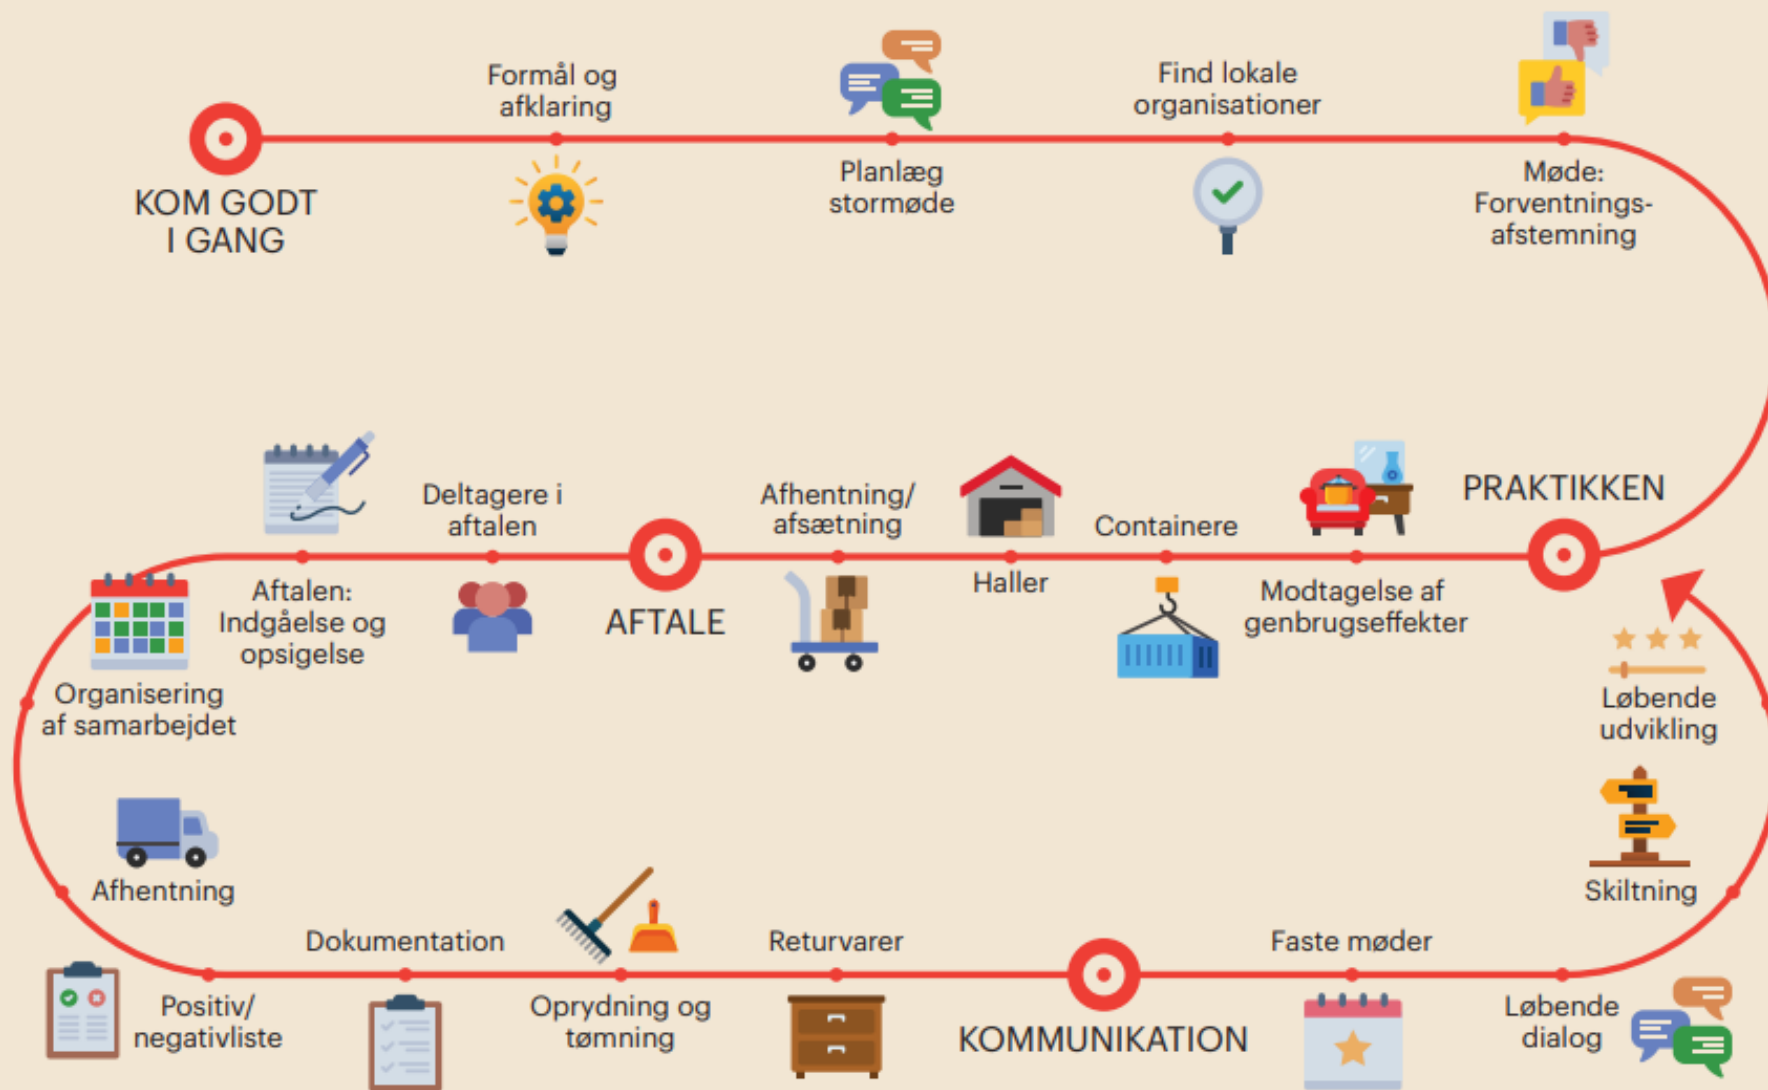 KOM GODT
I GANG
Formål og
afklaring
Planlæg
stormøde
Find lokale
organisationer
Møde:
Forventnings-
afstemning
PRAKTIKKEN
Modtagelse af
genbrugseffekter
Containere
Haller
Afhentning/
afsætning
AFTALE
Deltagere i
aftalen
Aftalen:
Indgåelse og
opsigelse
Organisering
af samarbejdet
Afhentning
Positiv/
negativliste
Dokumentation
Oprydning og
tømning
Returvarer
KOMMUNIKATION
Faste møder
Løbende
dialog
Skiltning
Løbende
udvikling